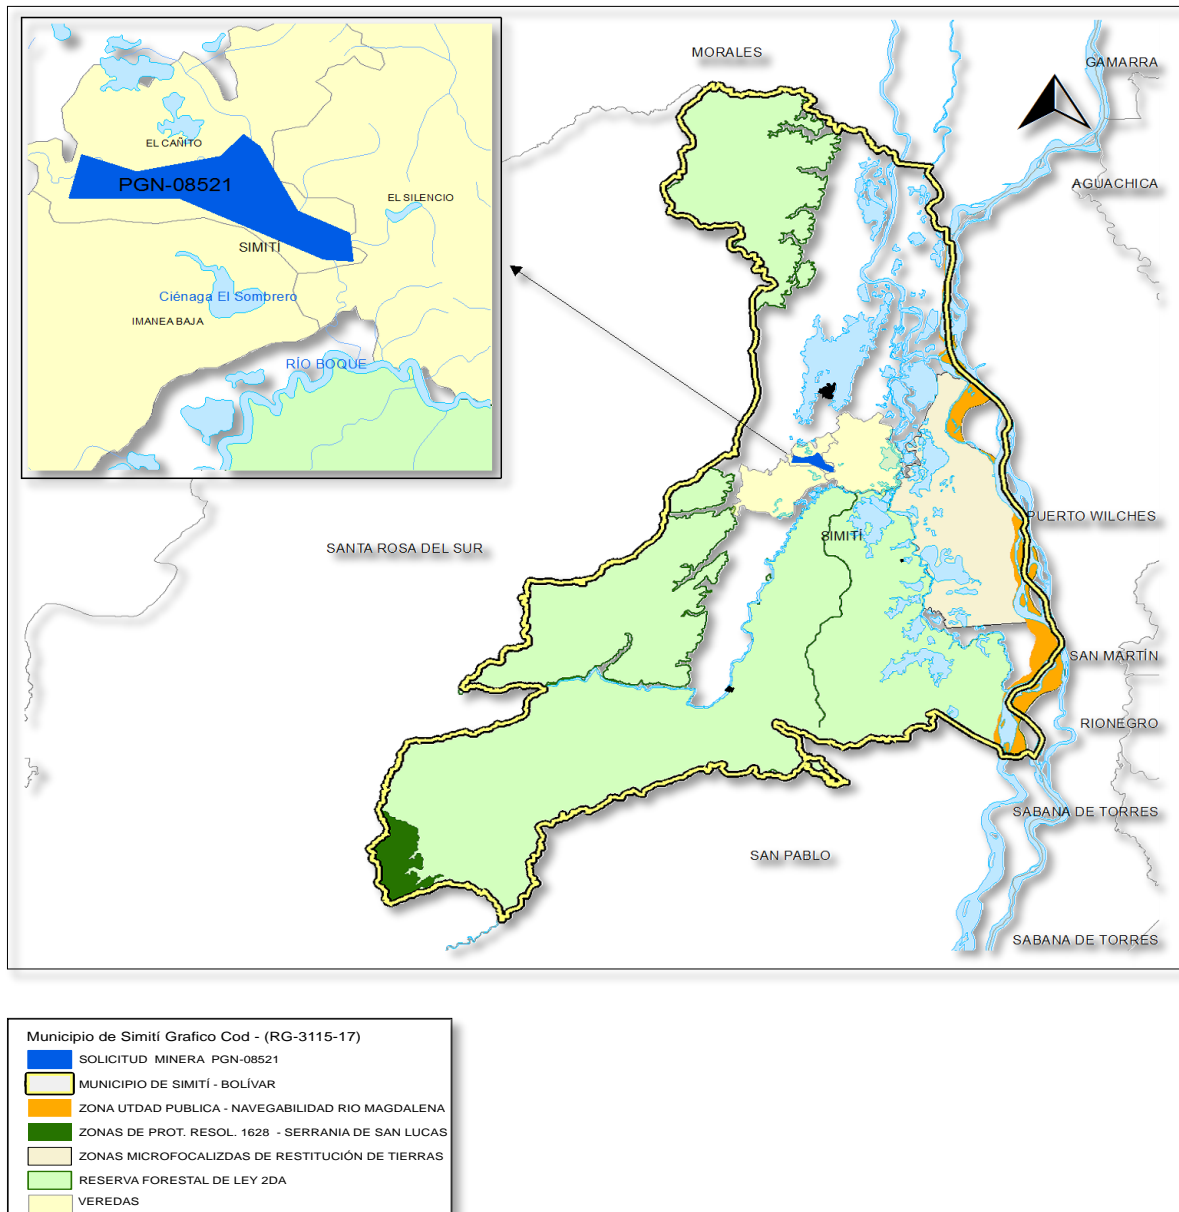 MORALES
GAMARRA
EL CAÑITO
PGN-08521
AGUACHICA
EL SILENCIO
SIMITÍ
Ciénaga El Sombrero
IMANEA BAJA
RÍO BOQUE
PUERTO WILCHES
SIMITÍ
SANTA ROSA DEL SUR
SAN MARTÍN
RIONEGRO
SABANA DE TORRES
SAN PABLO
SABANA DE TORRES
Municipio de Simití Grafico Cod - (RG-3115-17)
SOLICITUD MINERA PGN-08521
MUNICIPIO DE SIMITÍ - BOLÍVAR
ZONA UTDAD PUBLICA - NAVEGABILIDAD RIO MAGDALENA
ZONAS DE PROT. RESOL. 1628 - SERRANIA DE SAN LUCAS
ZONAS MICROFOCALIZDAS DE RESTITUCIÓN DE TIERRAS
RESERVA FORESTAL DE LEY 2DA
VEREDAS